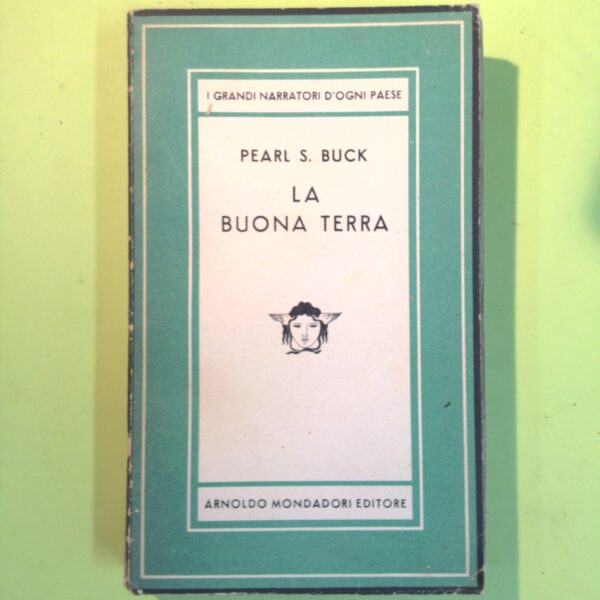 I GRANDI NARRATORI D'OGNI PAESE
PEARL S. BUCK
LA
BUONA TERRA
ARNOLDO MONDADORI EDITORE